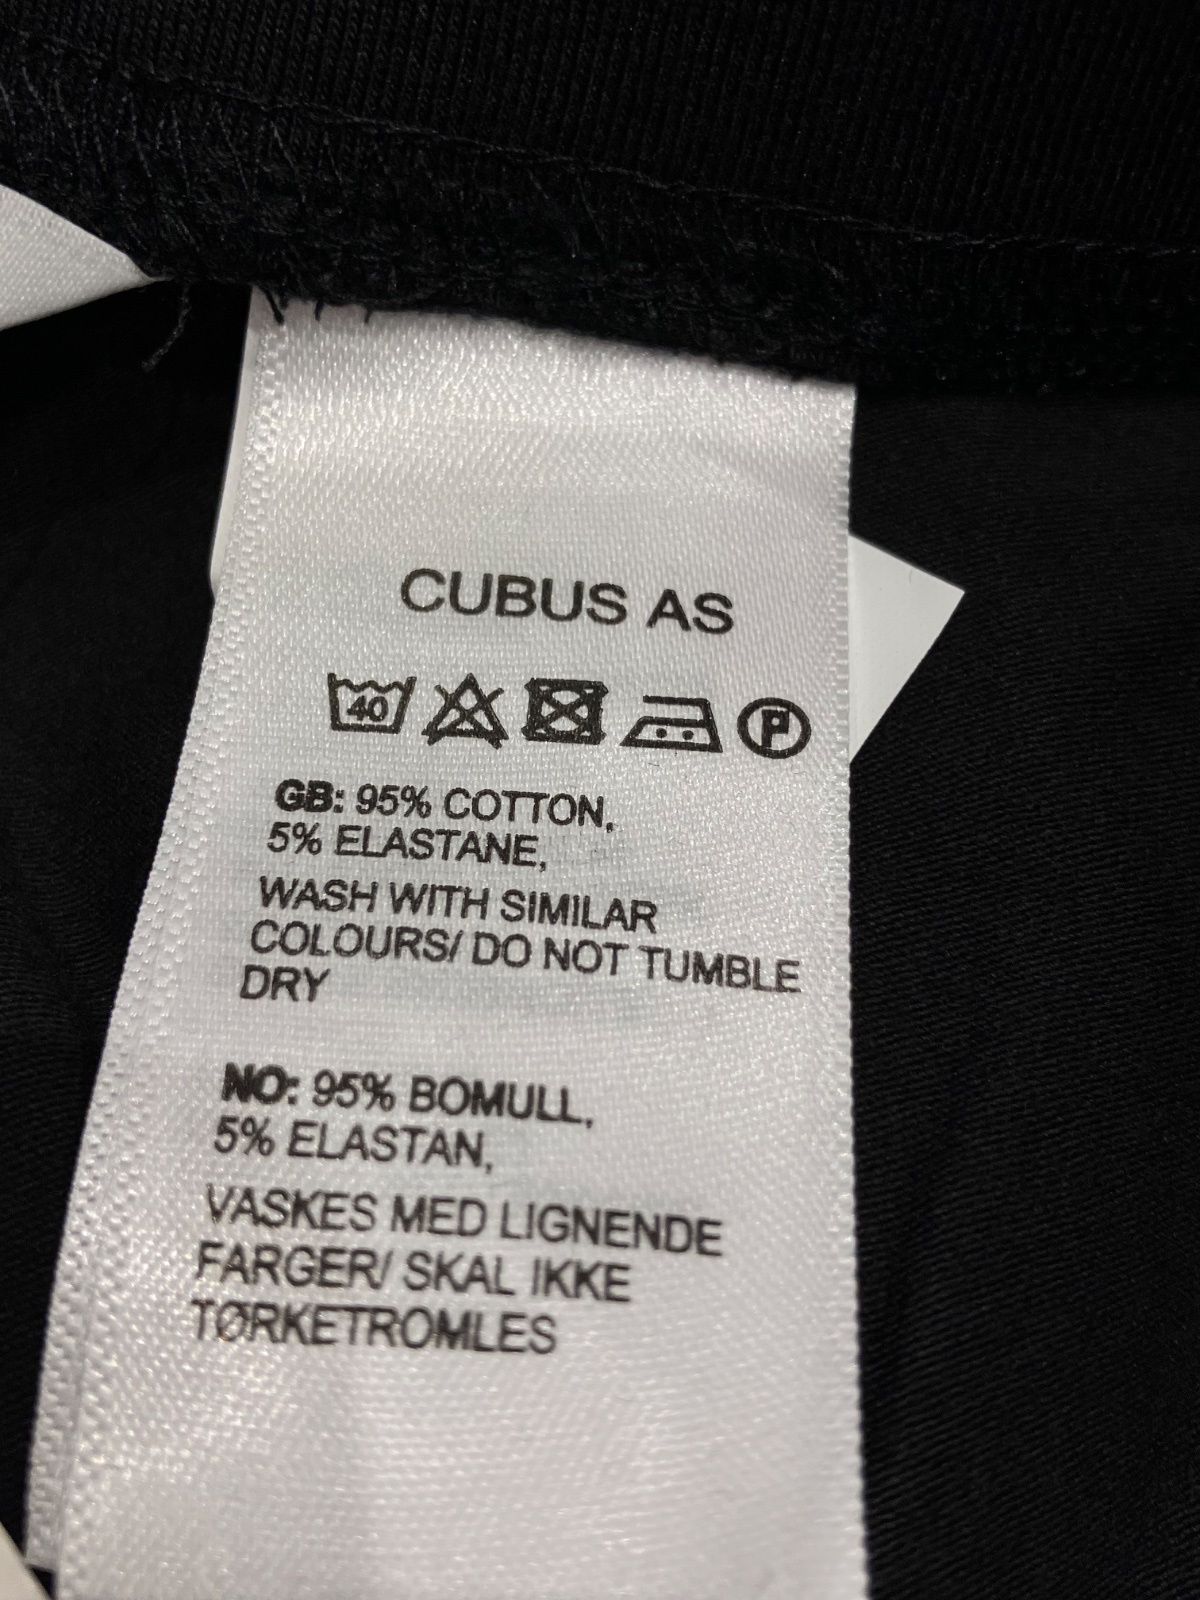 CUBUS AS
40 P
GB: 95% COTTON,
5% ELASTANE,
WASH WITH SIMILAR
COLOURS/ DO NOT TUMBLE
DRY
NO: 95% BOMULL,
5% ELASTAN,
VASKES MED LIGNENDE
FARGER/ SKAL IKKE
TØRKETROMLES